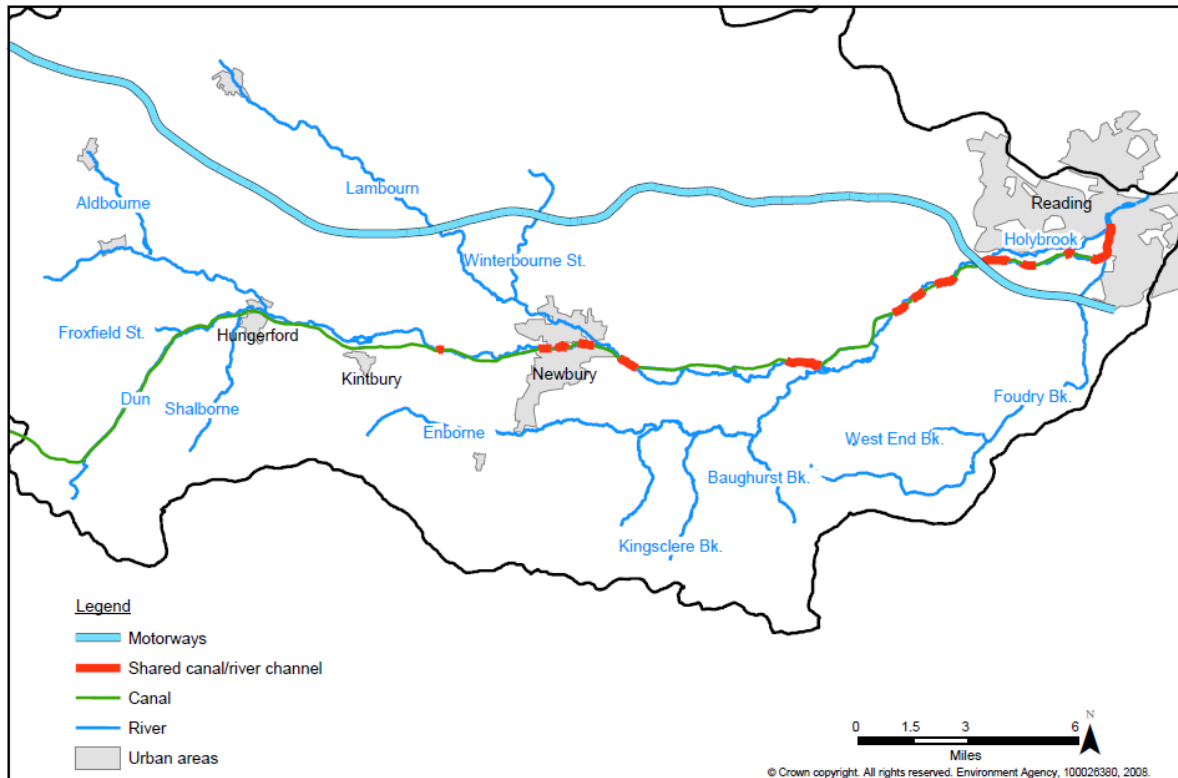 Reading
Lambourn
Aldbourne
Holybrook
Winterbourne St.
Froxfield St.
Hungerford
Kintbury
Newbury
Dun
Shalborne
Foudry Bk.
Enborne
West End Bk.
Baughurst Bk.
Kingsclere Bk.
Legend
Motorways
Shared canal/river channel
Canal
River
Urban areas
0 1.5 3 6
Miles
N
© Crown copyright. All rights reserved. Environment Agency, 100026380, 2008.